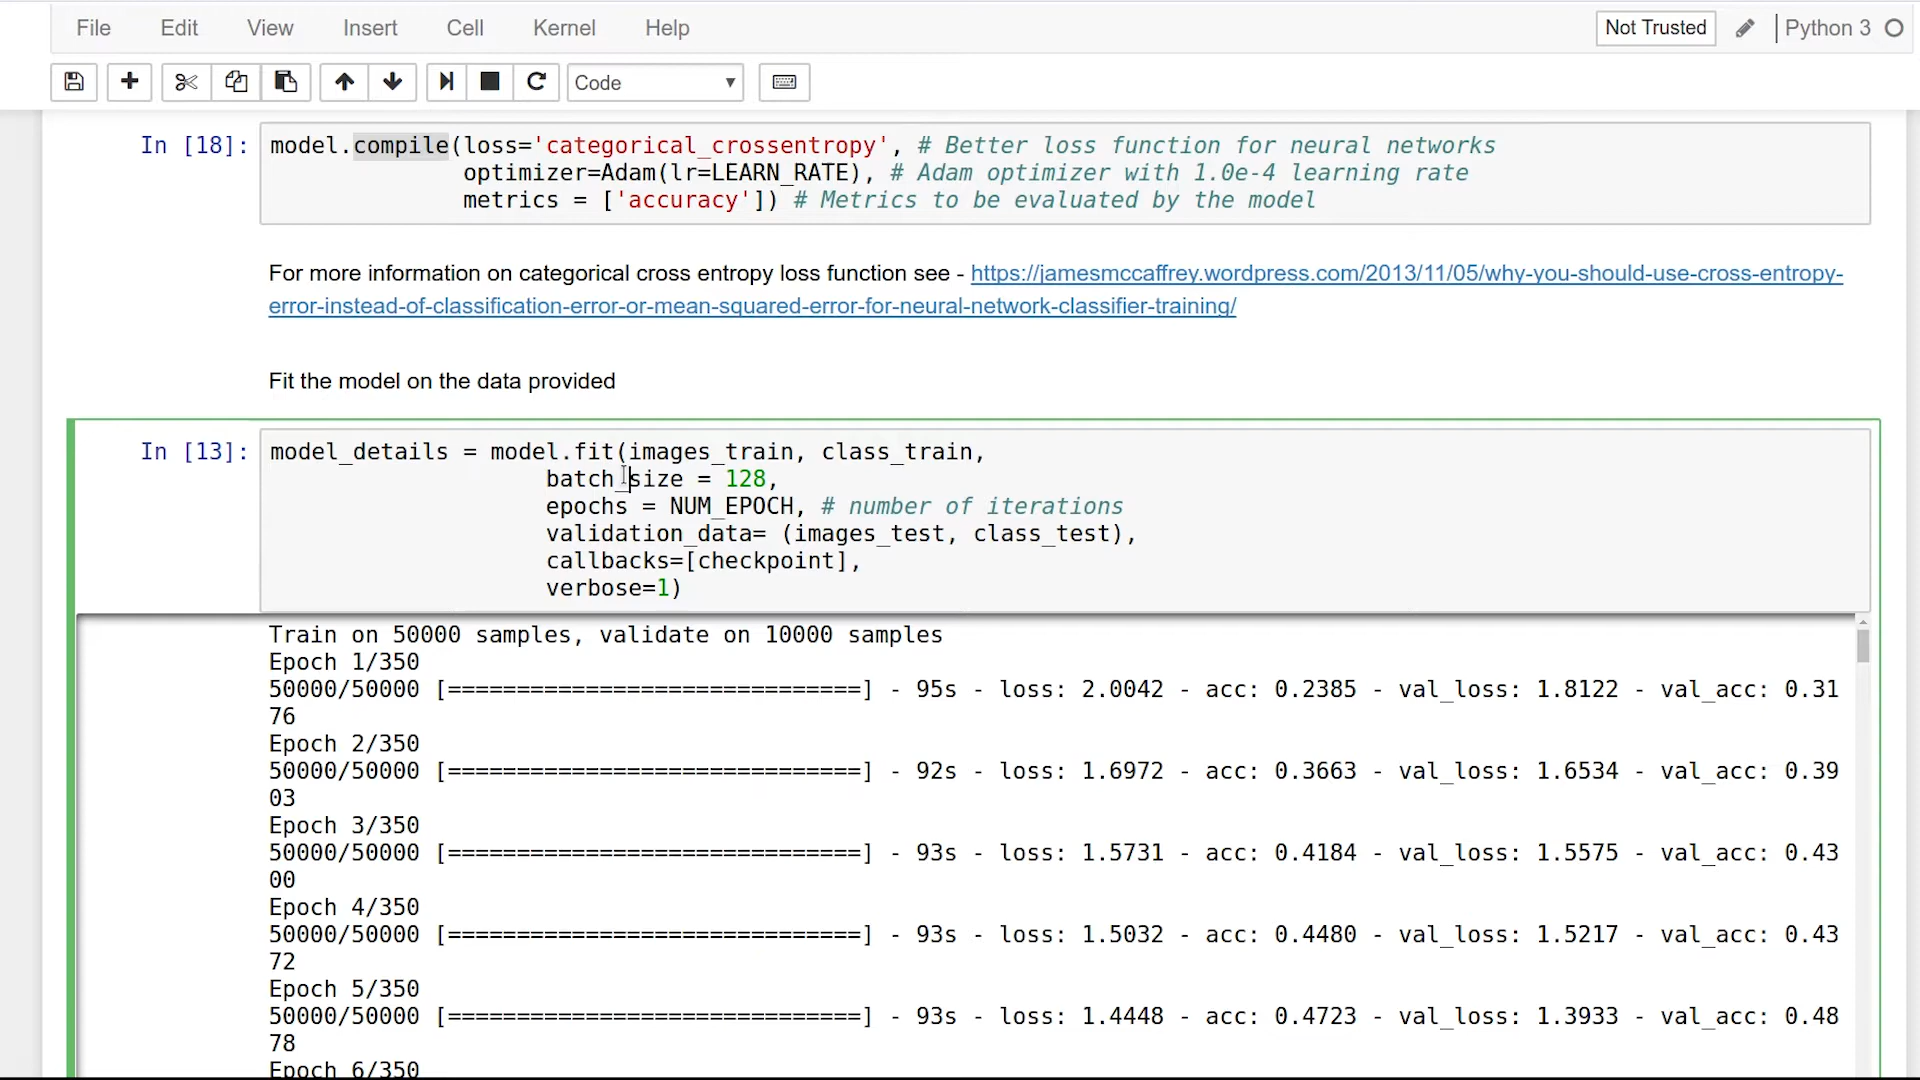 File Edit View Insert Cell Kernel Help Not Trusted Python 3
Code
In [18]: model.compile(loss='categorical_crossentropy', # Better loss function for neural networks
optimizer=Adam(lr=LEARN_RATE), # Adam optimizer with 1.0e-4 learning rate
metrics = ['accuracy']) # Metrics to be evaluated by the model
For more information on categorical cross entropy loss function see - https://jamesmccaffrey.wordpress.com/2013/11/05/why-you-should-use-cross-entropy-
error-instead-of-classification-error-or-mean-squared-error-for-neural-network-classifier-training/
Fit the model on the data provided
In [13]: model_details = model.fit(images_train, class_train,
batch_size = 128,
epochs = NUM_EPOCH, # number of iterations
validation_data= (images_test, class_test),
callbacks=[checkpoint],
verbose=1)
Train on 50000 samples, validate on 10000 samples
Epoch 1/350
50000/50000 [==============================] - 95s - loss: 2.0042 - acc: 0.2385 - val_loss: 1.8122 - val_acc: 0.31
76
Epoch 2/350
50000/50000 [==============================] - 92s - loss: 1.6972 - acc: 0.3663 - val_loss: 1.6534 - val_acc: 0.39
03
Epoch 3/350
50000/50000 [==============================] - 93s - loss: 1.5731 - acc: 0.4184 - val_loss: 1.5575 - val_acc: 0.43
00
Epoch 4/350
50000/50000 [==============================] - 93s - loss: 1.5032 - acc: 0.4480 - val_loss: 1.5217 - val_acc: 0.43
72
Epoch 5/350
50000/50000 [==============================] - 93s - loss: 1.4448 - acc: 0.4723 - val_loss: 1.3933 - val_acc: 0.48
78
Epoch 6/350